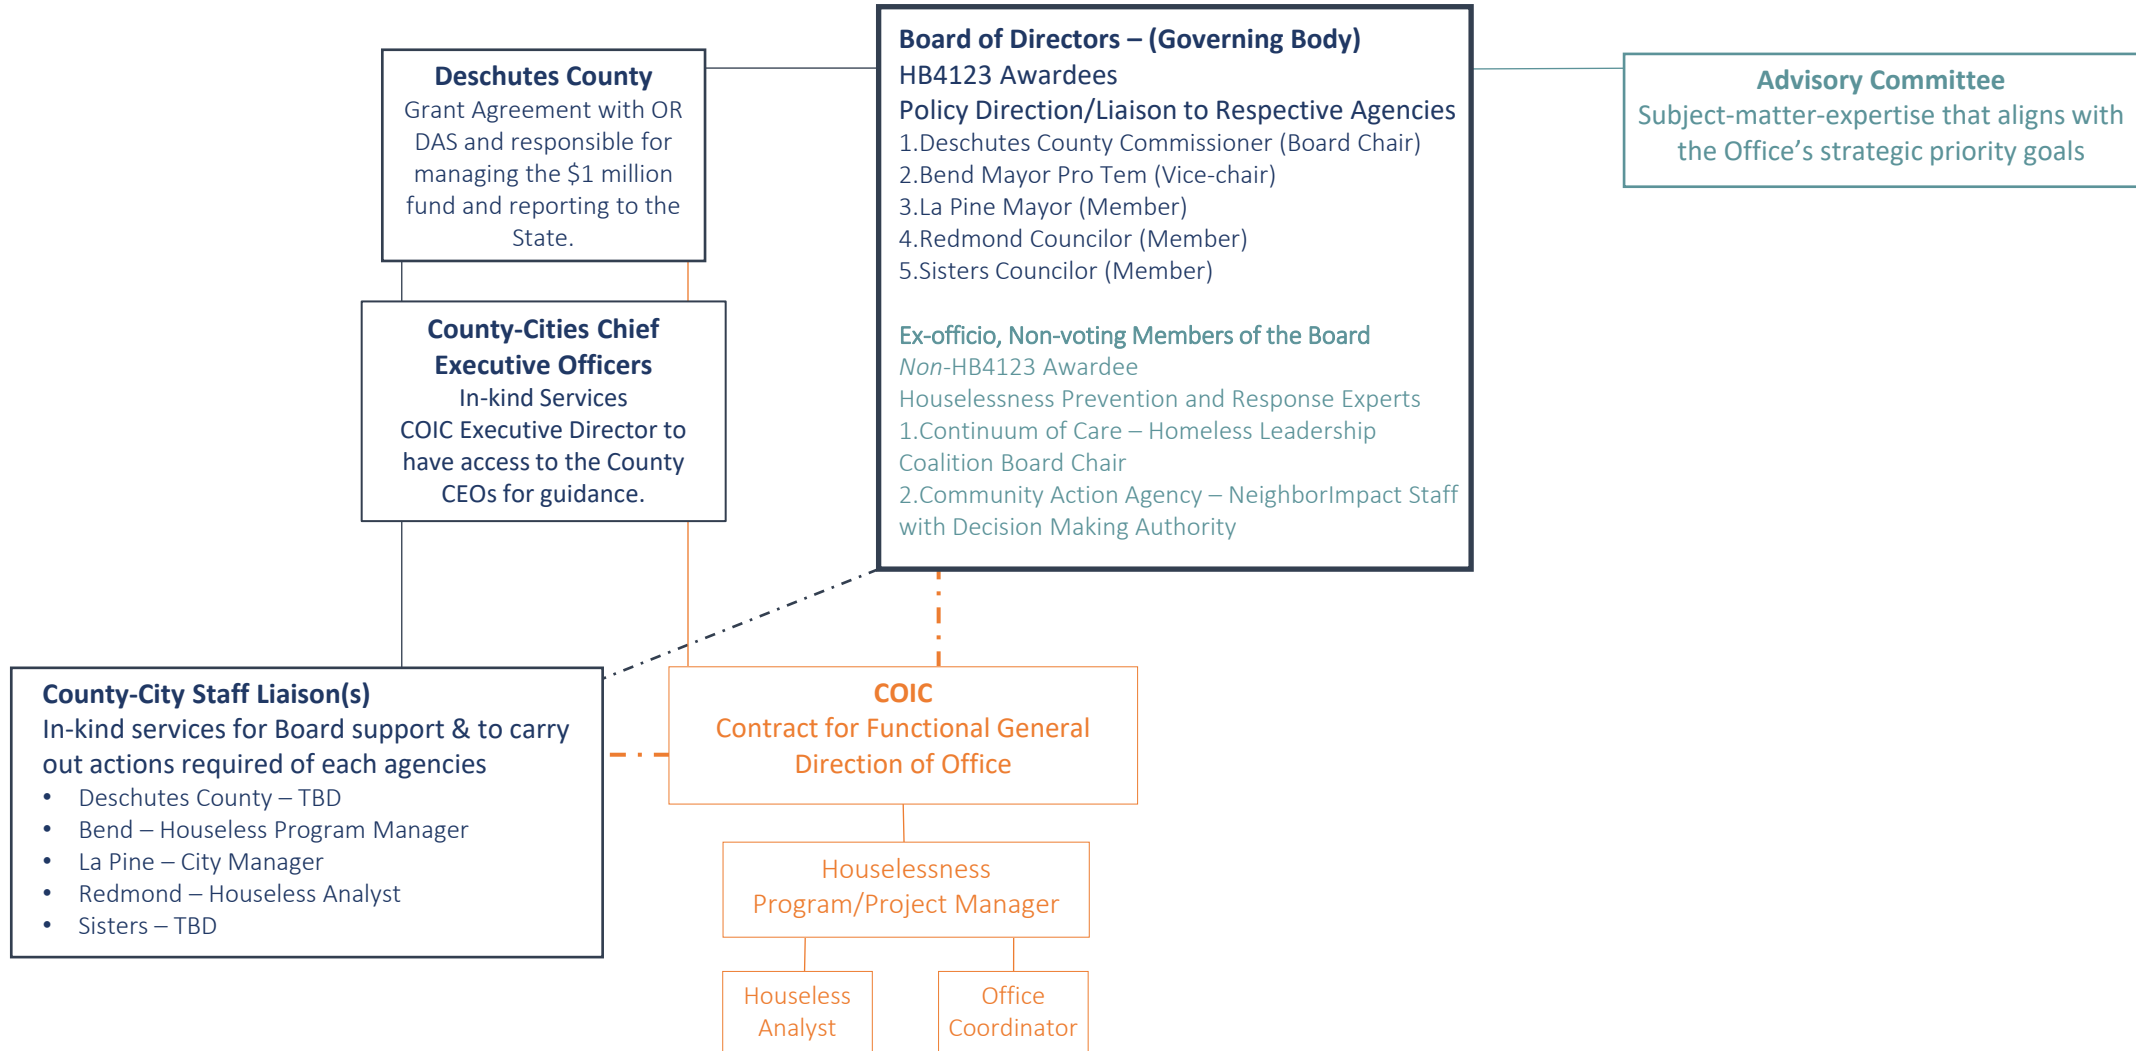 Deschutes County
Grant Agreement with OR
DAS and responsible for
managing the $1 million
fund and reporting to the
State.
County-Cities Chief
Executive Officers
In-kind Services
COIC Executive Director to
have access to the County
CEOs for guidance.
Board of Directors – (Governing Body)
HB4123 Awardees
Policy Direction/Liaison to Respective Agencies
1.Deschutes County Commissioner (Board Chair)
2.Bend Mayor Pro Tem (Vice-chair)
3.La Pine Mayor (Member)
4.Redmond Councilor (Member)
5.Sisters Councilor (Member)
Ex-officio, Non-voting Members of the Board
Non-HB4123 Awardee
Houselessness Prevention and Response Experts
1.Continuum of Care – Homeless Leadership
Coalition Board Chair
2.Community Action Agency – NeighborImpact Staff
with Decision Making Authority
Advisory Committee
Subject-matter-expertise that aligns with
the Office’s strategic priority goals
County-City Staff Liaison(s)
In-kind services for Board support & to carry
out actions required of each agencies
• Deschutes County – TBD
• Bend – Houseless Program Manager
• La Pine – City Manager
• Redmond – Houseless Analyst
• Sisters – TBD
COIC
Contract for Functional General
Direction of Office
Houselessness
Program/Project Manager
Houseless
Analyst
Office
Coordinator